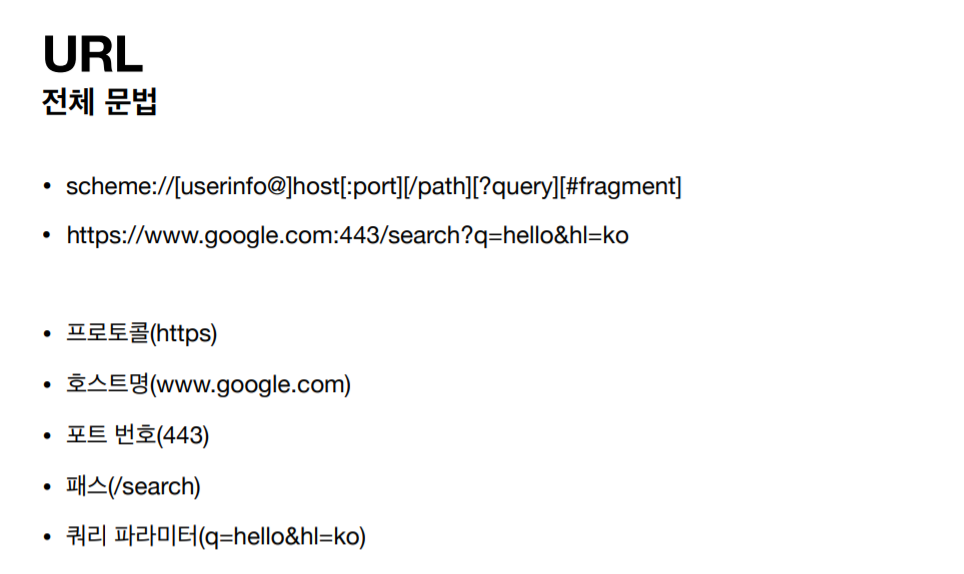 URL
전체 문법
• scheme://[userinfo@]host[:port][/path][?query][#fragment]
• https://www.google.com:443/search?q=hello&hl=ko
• 프로토콜(https)
• 호스트명(www.google.com)
• 포트 번호(443)
• 패스(/search)
• 쿼리 파라미터(q=hello&hl=ko)